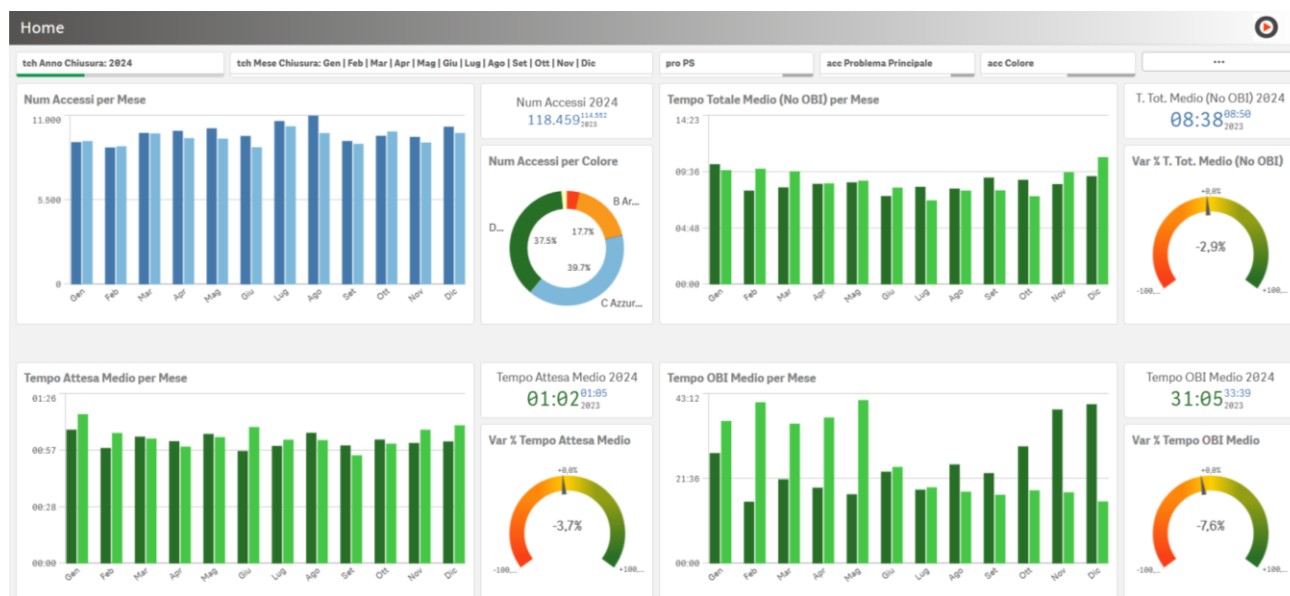 Home
tch Anno Chiusura: 2024
tch Mese Chiusura: Gen | Feb | Mar | Apr | Mag | Giu | Lug | Ago | Set | Ott | Nov | Dic
pro PS
acc Problema Principale
acc Colore
...
Num Accessi per Mese
11.000
5.500
0
Gen Feb Mar Apr Mag Giu Lug Ago Set Ott Nov Dic
Num Accessi 2024
118.459
2023
Num Accessi per Colore
B Ar...
D...
37.5%
17.7%
39.7%
C Azzur...
Tempo Totale Medio (No OBI) per Mese
14:23
09:36
04:48
00:00
Gen Feb Mar Apr Mag Giu Lug Ago Set Ott Nov Dic
T. Tot. Medio (No OBI) 2024
08:38 08:50
2023
Var % T. Tot. Medio (No OBI)
+0,0%
-2,9%
-100,...
+100,...
Tempo Attesa Medio per Mese
01:26
00:57
00:28
00:00
Gen Feb Mar Apr Mag Giu Lug Ago Set Ott Nov Dic
Tempo Attesa Medio 2024
01:02 01:05
2023
Var % Tempo Attesa Medio
+0,0%
-3,7%
-100,...
+100,...
Tempo OBI Medio per Mese
43:12
21:36
00:00
Gen Feb Mar Apr Mag Giu Lug Ago Set Ott Nov Dic
Tempo OBI Medio 2024
31:05 33:39
2023
Var % Tempo OBI Medio
+0,0%
-7,6%
-100,...
+100,...